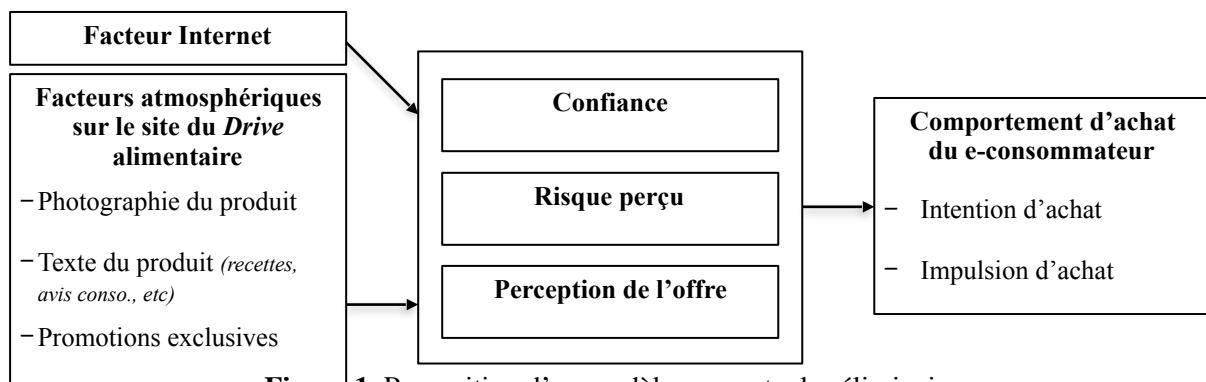 Facteur Internet
Facteurs atmosphériques
sur le site du Drive
alimentaire
– Photographie du produit
– Texte du produit (recettes,
avis conso., etc)
– Promotions exclusives
Confiance
Risque perçu
Perception de l’offre
Comportement d’achat
du e-consommateur
– Intention d’achat
– Impulsion d’achat